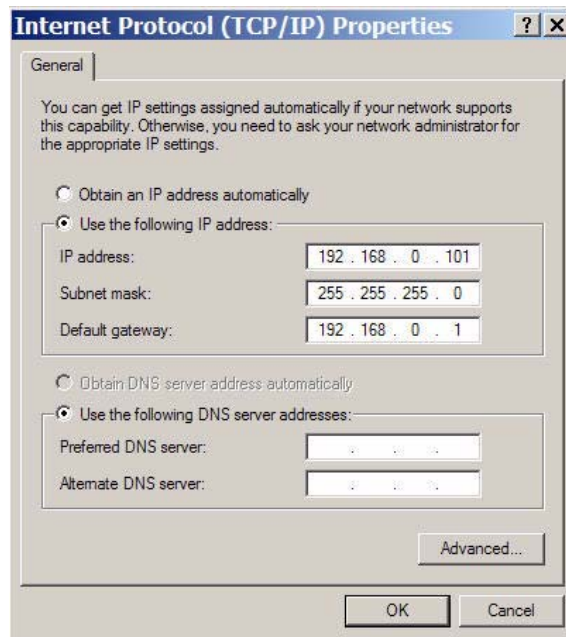 Internet Protocol (TCP/IP) Properties ? X
General
You can get IP settings assigned automatically if your network supports
this capability. Otherwise, you need to ask your network administrator for
the appropriate IP settings.
Obtain an IP address automatically
Use the following IP address:
IP address: 192 . 168 . 0 . 101
Subnet mask: 255 . 255 . 255 . 0
Default gateway: 192 . 168 . 0 . 1
Obtain DNS server address automatically
Use the following DNS server addresses:
Preferred DNS server: . . .
Alternate DNS server: . . .
Advanced...
OK Cancel